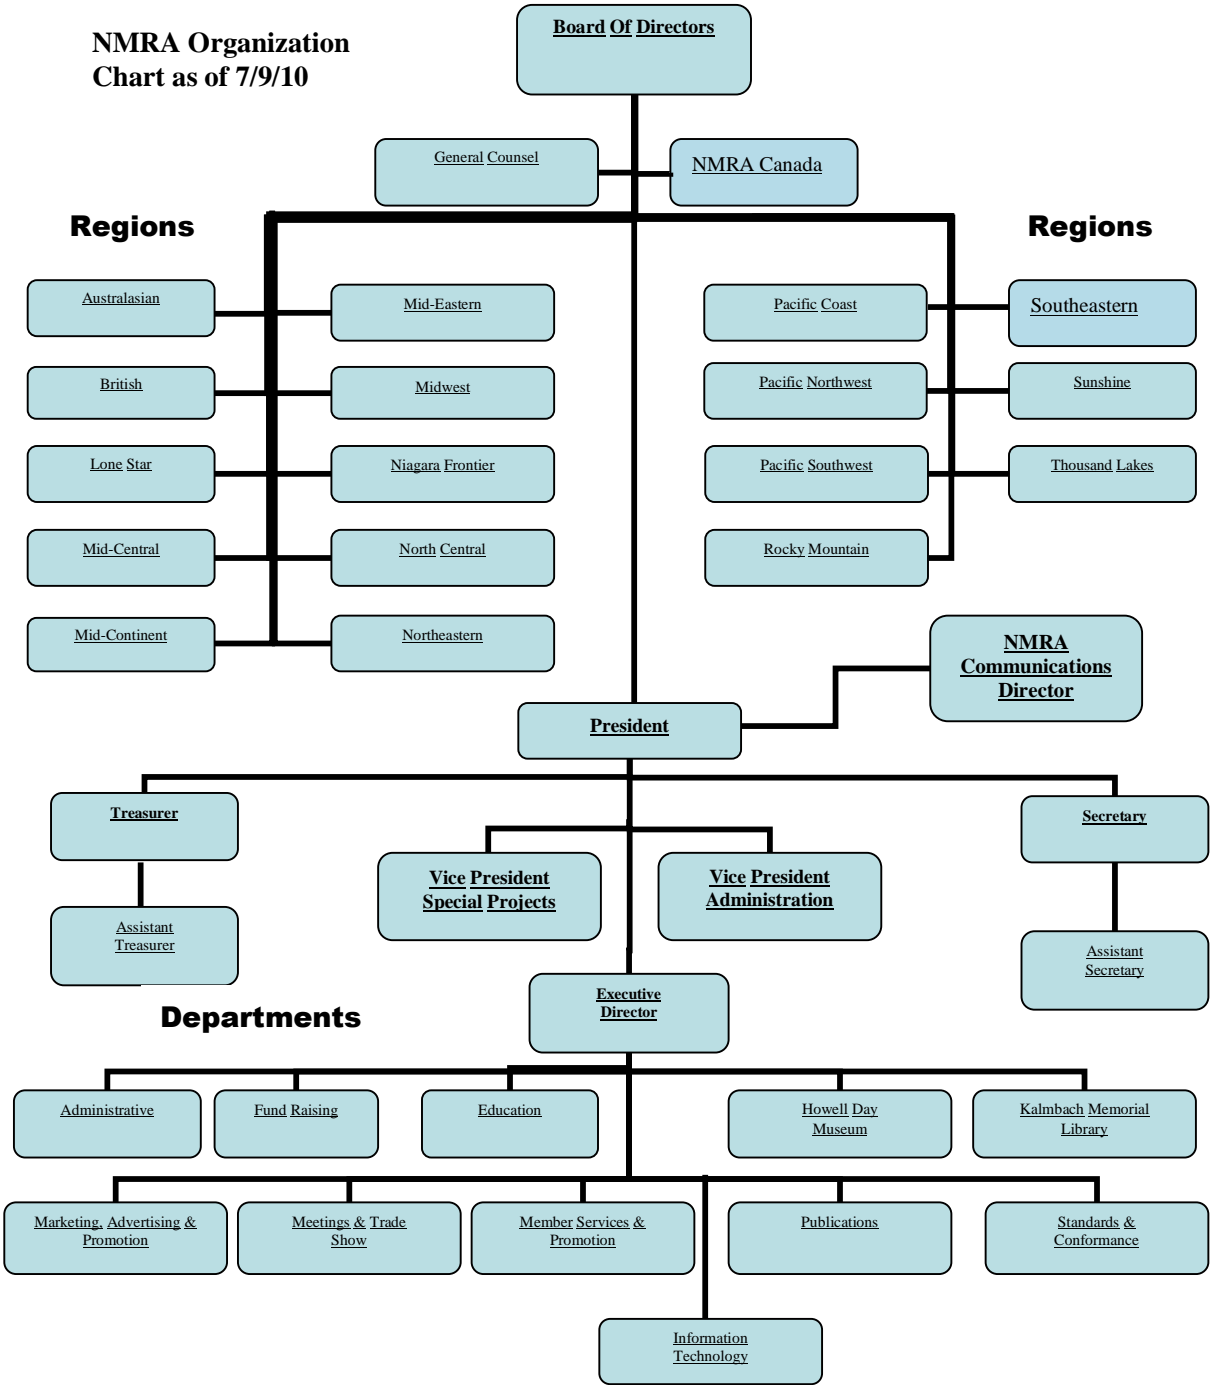 Board Of Directors
NMRA Organization
Chart as of 7/9/10
General Counsel
NMRA Canada
Regions
Regions
Australasian
Mid-Eastern
Pacific Coast
Southeastern
British
Midwest
Pacific Northwest
Sunshine
Lone Star
Niagara Frontier
Pacific Southwest
Thousand Lakes
Mid-Central
North Central
Rocky Mountain
Mid-Continent
Northeastern
NMRA
Communications
Director
President
Treasurer
Secretary
Vice President
Special Projects
Vice President
Administration
Assistant
Treasurer
Assistant
Secretary
Executive
Director
Departments
Administrative
Fund Raising
Education
Howell Day
Museum
Kalmbach Memorial
Library
Marketing, Advertising &
Promotion
Meetings & Trade
Show
Member Services &
Promotion
Publications
Standards &
Conformance
Information
Technology